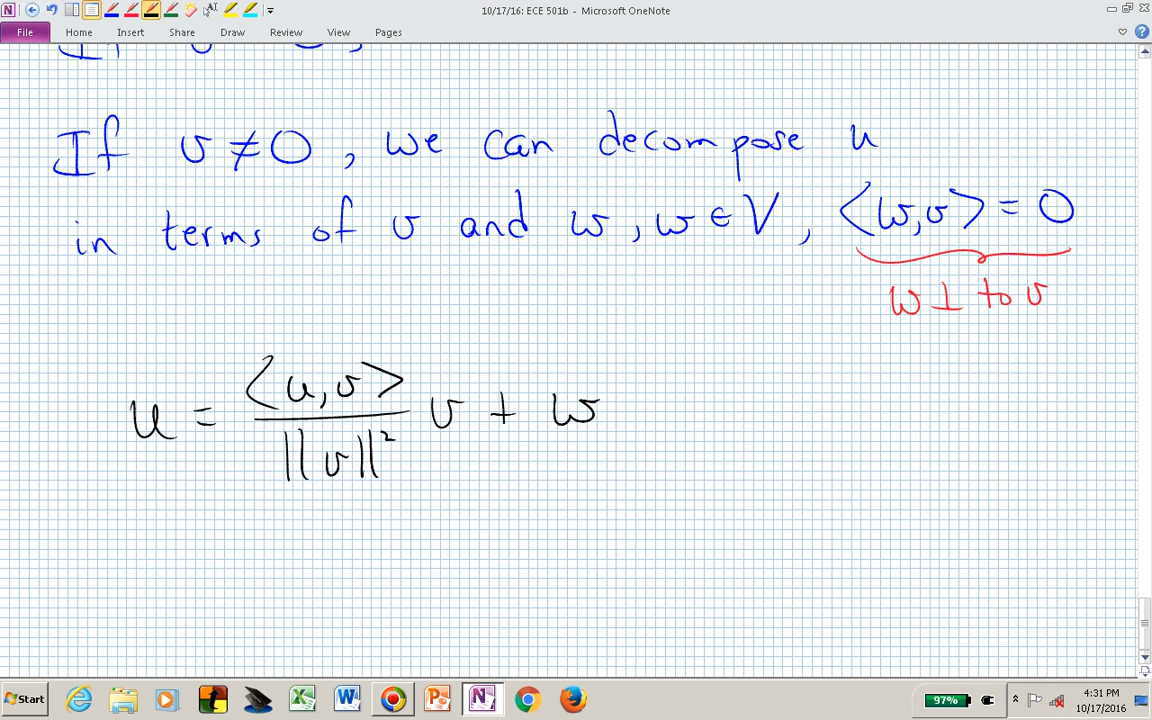 10/17/16: ECE 501b - Microsoft OneNote
File Home Insert Share Draw Review View Pages
If v ≠ 0, we can decompose u
in terms of v and w, w ∈ V, <w,v> = 0
w ⊥ to v
u = <u,v> / ||v||² v + w
Start
97%
4:31 PM
10/17/2016